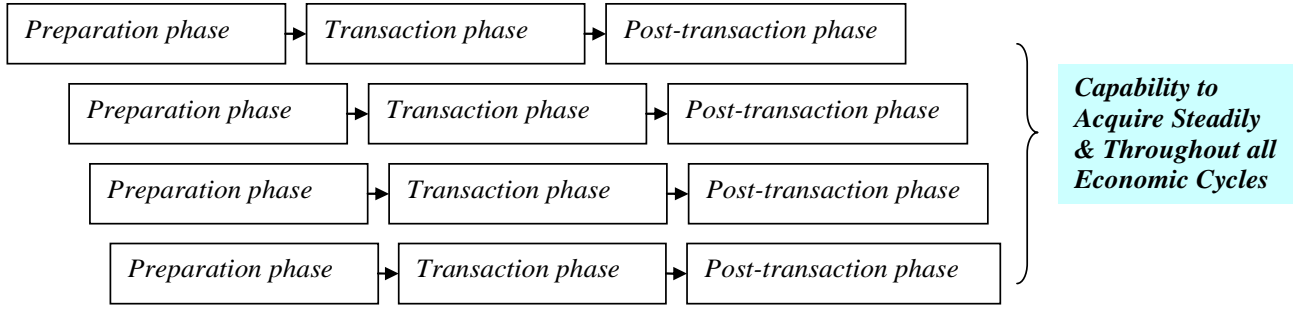 Preparation phase Transaction phase Post-transaction phase
Preparation phase Transaction phase Post-transaction phase
Preparation phase Transaction phase Post-transaction phase
Preparation phase Transaction phase Post-transaction phase
Capability to
Acquire Steadily
& Throughout all
Economic Cycles